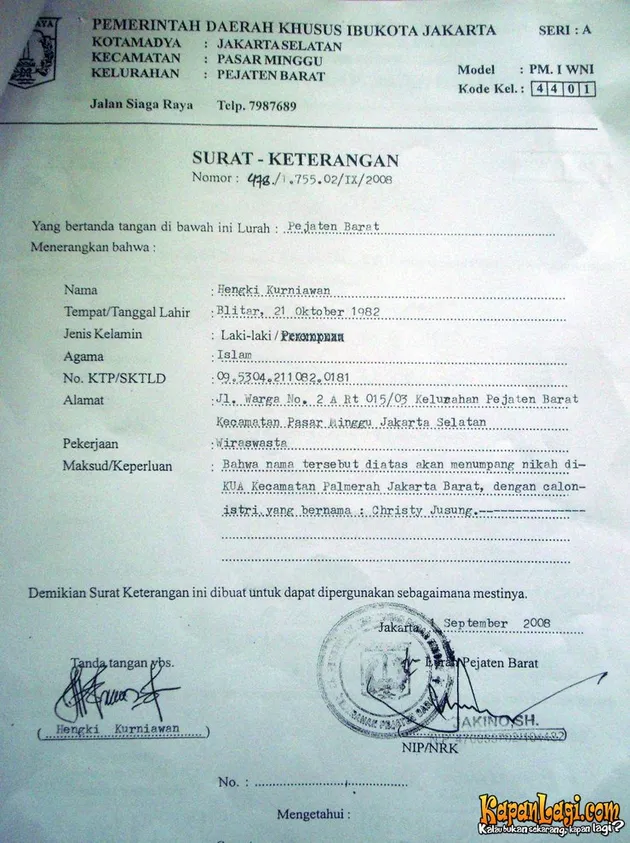 PEMERINTAH DAERAH KHUSUS IBUKOTA JAKARTA SERI : A
KOTAMADYA : JAKARTA SELATAN
KECAMATAN : PASAR MINGGU
KELURAHAN : PEJATEN BARAT
Model : PM. I WNI
Kode Kel. : 4401
Jalan Siaga Raya Telp. 7987689
SURAT - KETERANGAN
Nomor : 478./1.755.02/IX/2008
Yang bertanda tangan di bawah ini Lurah : Pejaten Barat
Menerangkan bahwa :
Nama : Hengki Kurniawan
Tempat/Tanggal Lahir : Blitar, 21 Oktober 1982
Jenis Kelamin : Laki-laki / Perempuan
Agama : Islam
No. KTP/SKTLD : 09.5304.211082.0181
Alamat : Jl. Warga No. 2 A Rt 015/03 Kelurahan Pejaten Barat
Kecamatan Pasar Minggu Jakarta Selatan
Pekerjaan : Wiraswasta
Maksud/Keperluan : Bahwa nama tersebut diatas akan menumpang nikah di-
KUA Kecamatan Palmerah Jakarta Barat, dengan calon-
istri yang bernama : Christy Jusung.
Demikian Surat Keterangan ini dibuat untuk dapat dipergunakan sebagaimana mestinya.
Jakarta September 2008
Tanda tangan ybs. Lurah Pejaten Barat
( Hengki Kurniawan )
SAKINO SH.
NIP/NRK
No. :
Mengetahui :
KapanLagi.com
Kalau bukan sekarang, kapan lagi?